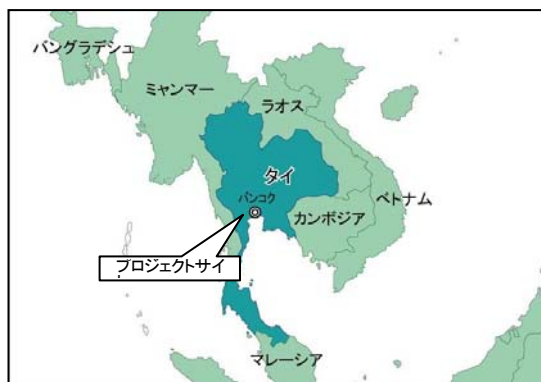 バングラデシュ
ミャンマー
ラオス
タイ
バンコク
ベトナム
カンボジア
プロジェクトサイ
マレーシア